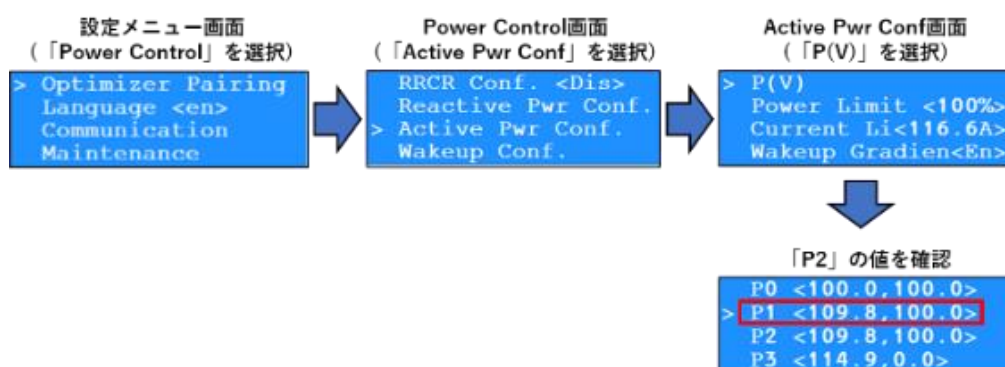 設定メニュー画面
(「Power Control」を選択)
> Optimizer Pairing
Language <en>
Communication
Maintenance
Power Control画面
(「Active Pwr Conf」を選択)
RRCR Conf. <Dis>
Reactive Pwr Conf.
> Active Pwr Conf.
Wakeup Conf.
Active Pwr Conf画面
(「P(V)」を選択)
> P(V)
Power Limit <100%>
Current Li<116.6A>
Wakeup Gradien<En>
「P2」の値を確認
P0 <100.0,100.0>
> P1 <109.8,100.0>
P2 <109.8,100.0>
P3 <114.9,0.0>